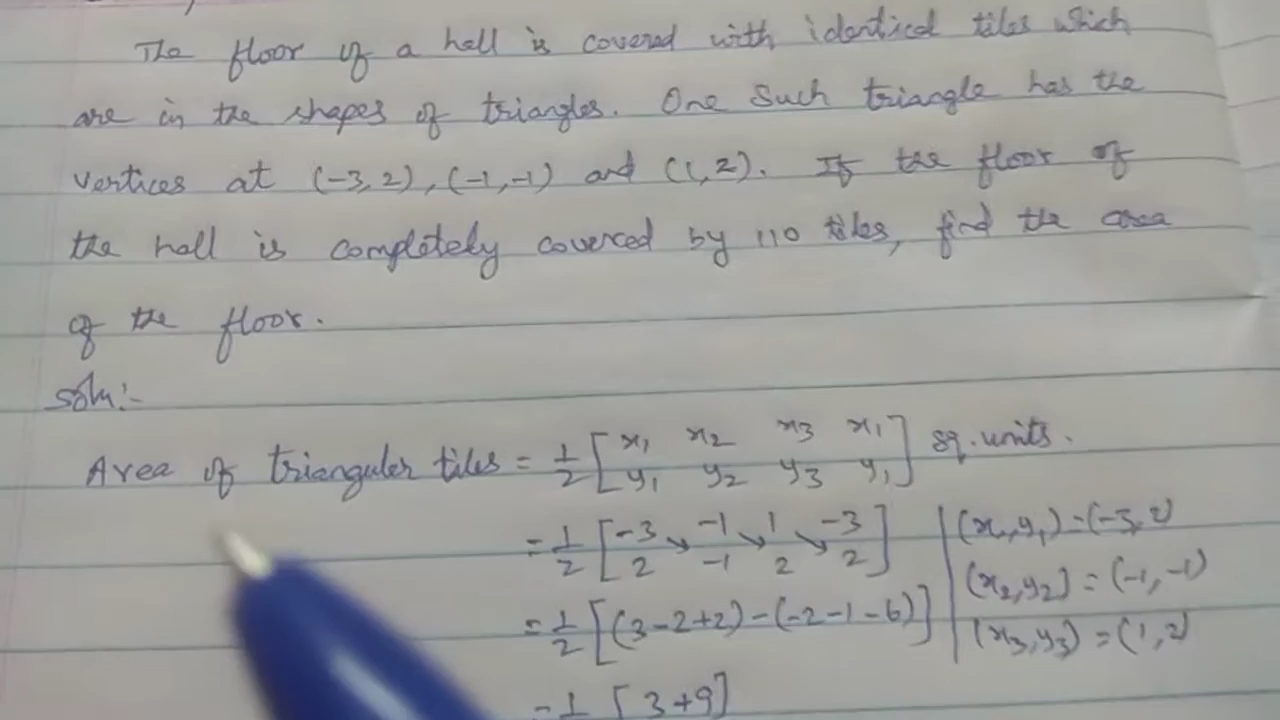 The floor of a hall is covered with identical tiles which
are in the shapes of triangles. One Such triangle has the
vertices at (-3,2), (-1,-1) and (1,2). If the floor of
the hall is completely covered by 110 tiles, find the area
of the floor.
Soln:-
Area of trianguler tiles = 1/2 [x₁ x₂ x₃ x₁ / y₁ y₂ y₃ y₁] sq. units.
= 1/2 [-3 ↘ -1 ↘ 1 ↘ -3 / 2 -1 2 2] | (x₁,y₁) = (-3,2)
(x₂,y₂) = (-1,-1)
= 1/2 [(3-2+2)-(-2-1-6)] | (x₃,y₃) = (1,2)
= 1/2 [3+9]